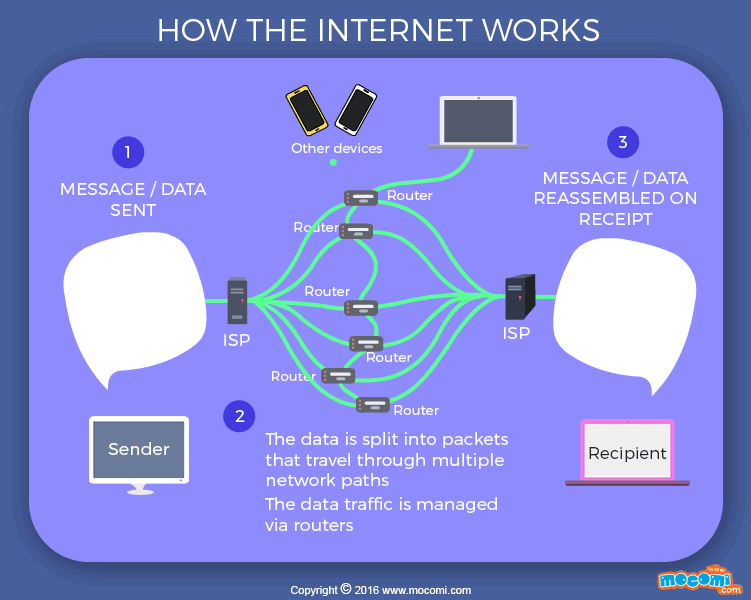 HOW THE INTERNET WORKS
1
MESSAGE / DATA
SENT
Other devices
3
MESSAGE / DATA
REASSEMBLED ON
RECEIPT
Router
Router
Router
ISP
ISP
Router
Router
Router
2
The data is split into packets
that travel through multiple
network paths
The data traffic is managed
via routers
Sender
Recipient
Copyright © 2016 www.mocomi.com
mocomi
.com